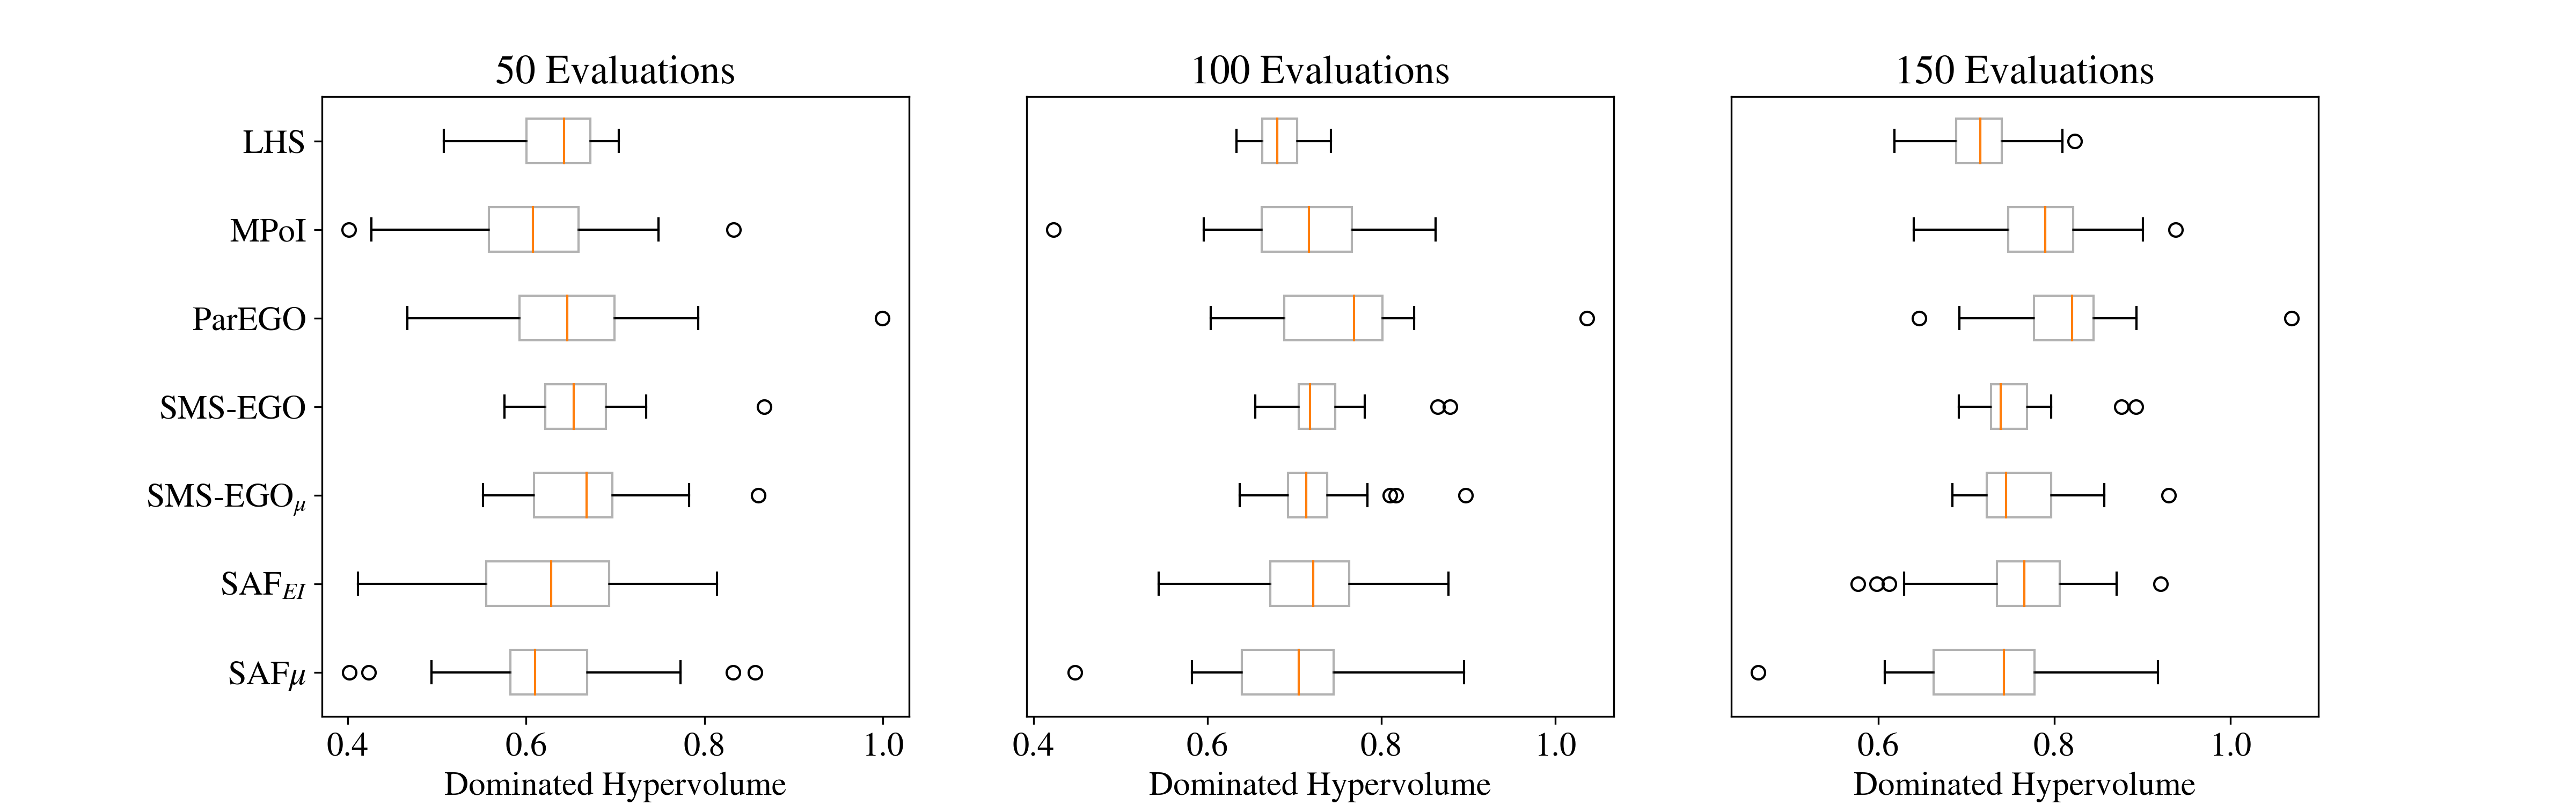 50 Evaluations
100 Evaluations
150 Evaluations
LHS
MPoI
ParEGO
SMS-EGO
SMS-EGOμ
SAFEI
SAFμ
0.4 0.6 0.8 1.0
0.4 0.6 0.8 1.0
0.6 0.8 1.0
Dominated Hypervolume
Dominated Hypervolume
Dominated Hypervolume